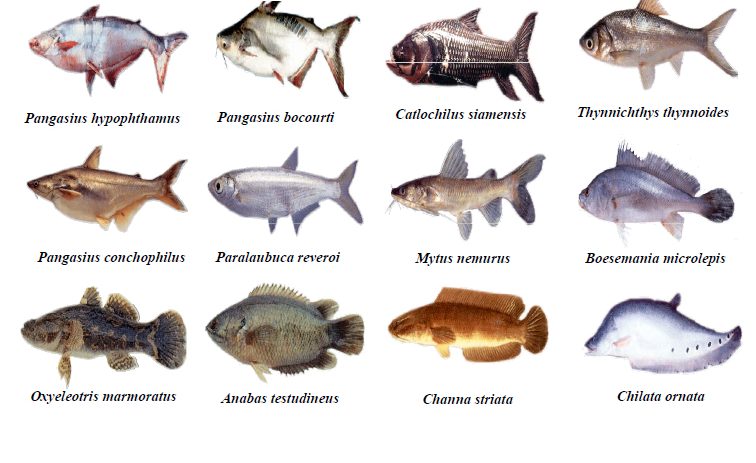 Pangasius hypophthamus
Pangasius bocourti
Catlochilus siamensis
Thynnichthys thynnoides
Pangasius conchophilus
Paralaubuca reveroi
Mytus nemurus
Boesemania microlepis
Oxyeleotris marmoratus
Anabas testudineus
Channa striata
Chilata ornata